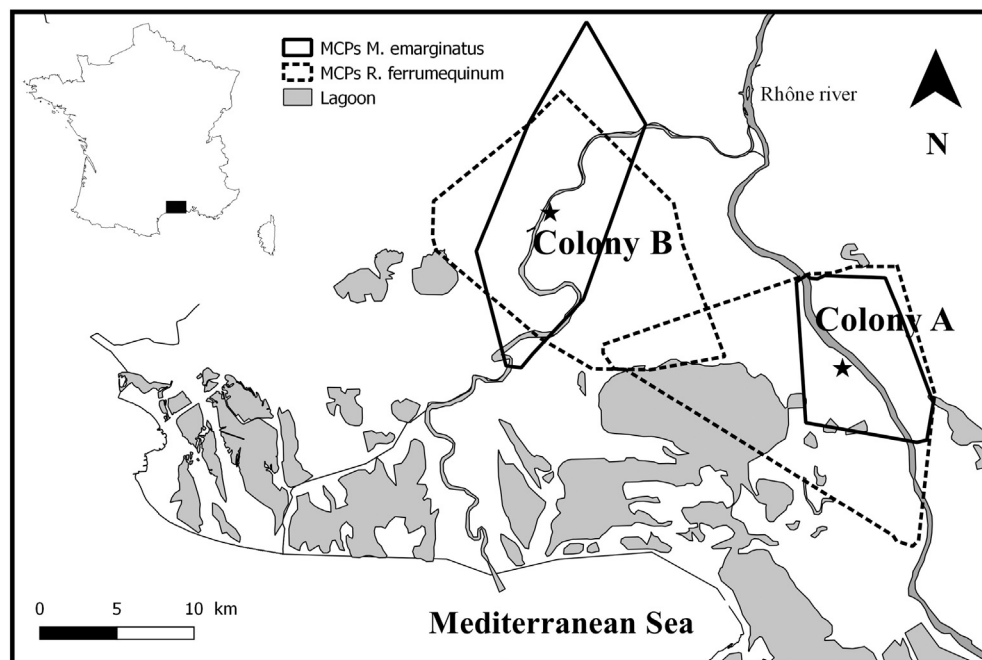 MCPs M. emarginatus
MCPs R. ferrumequinum
Lagoon
Rhône river
N
Colony B
Colony A
0 5 10 km
Mediterranean Sea